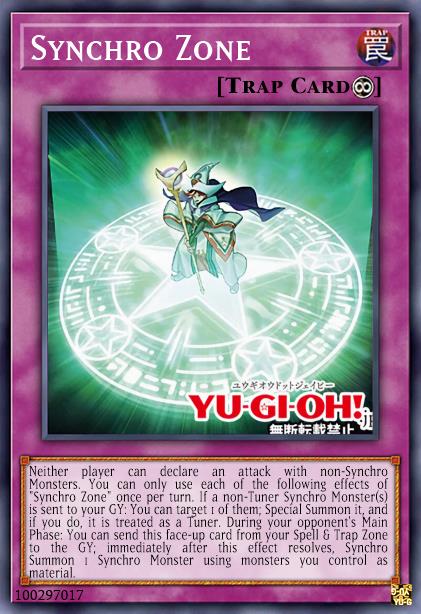 SYNCHRO ZONE
TRAP
罠
[TRAP CARD]
ユウギオウドットジェイピー
YU-GI-OH!
無断転載禁止
Neither player can declare an attack with non-Synchro
Monsters. You can only use each of the following effects of
"Synchro Zone" once per turn. If a non-Tuner Synchro Monster(s)
is sent to your GY: You can target 1 of them; Special Summon it, and
if you do, it is treated as a Tuner. During your opponent's Main
Phase: You can send this face-up card from your Spell & Trap Zone
to the GY; immediately after this effect resolves, Synchro
Summon 1 Synchro Monster using monsters you control as
material.
100297017